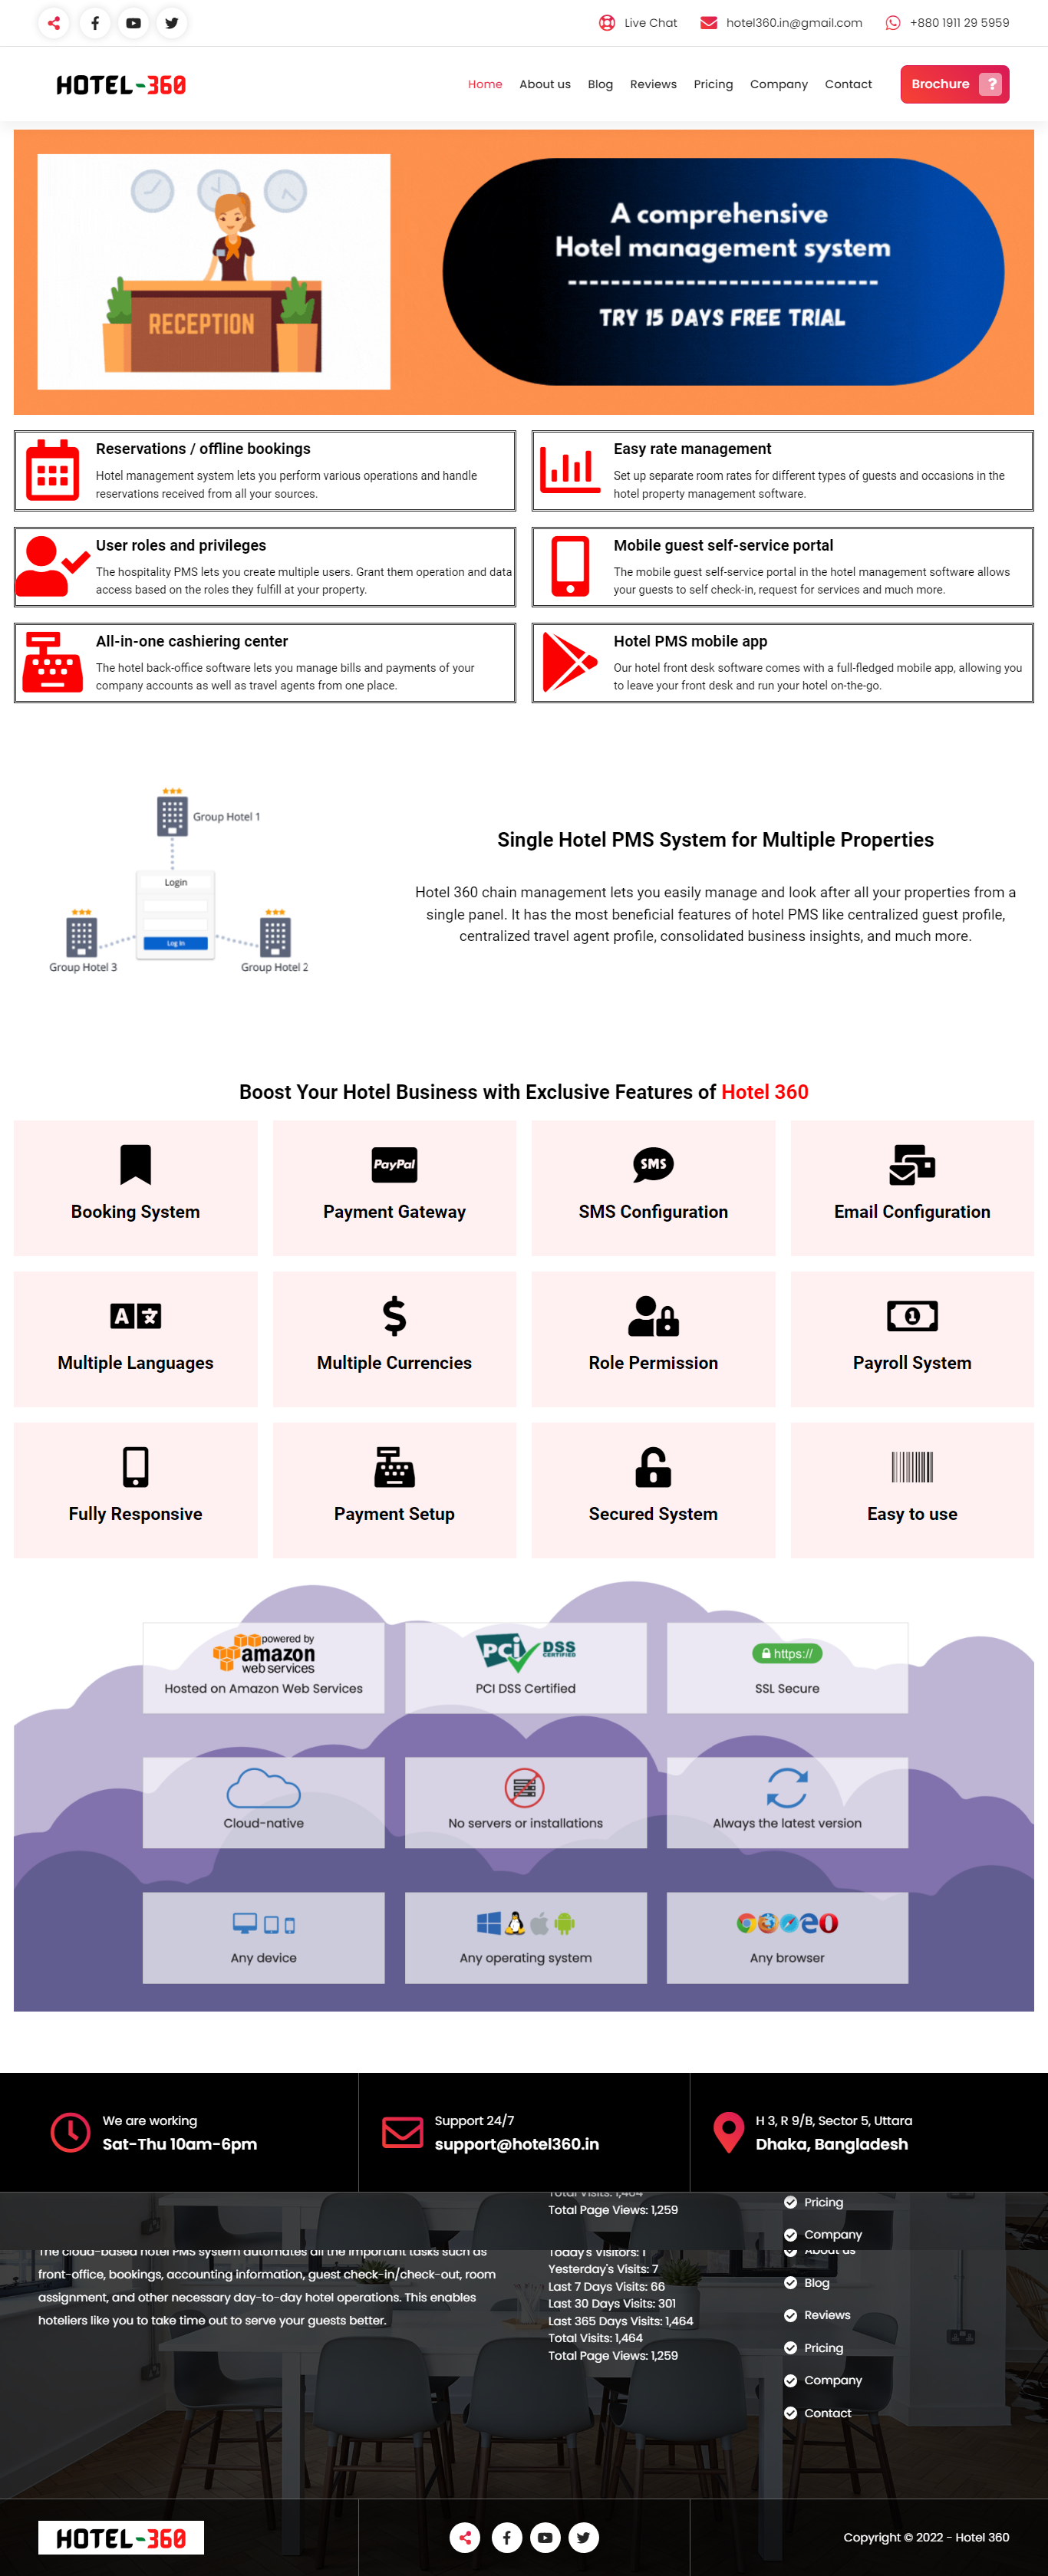 Live Chat
hotel360.in@gmail.com
+880 1911 29 5959
HOTEL-360
Home
About us
Blog
Reviews
Pricing
Company
Contact
Brochure ?
RECEPTION
A comprehensive
Hotel management system
TRY 15 DAYS FREE TRIAL
Reservations / offline bookings
Hotel management system lets you perform various operations and handle
reservations received from all your sources.
Easy rate management
Set up separate room rates for different types of guests and occasions in the
hotel property management software.
User roles and privileges
The hospitality PMS lets you create multiple users. Grant them operation and data
access based on the roles they fulfill at your property.
Mobile guest self-service portal
The mobile guest self-service portal in the hotel management software allows
your guests to self check-in, request for services and much more.
All-in-one cashiering center
The hotel back-office software lets you manage bills and payments of your
company accounts as well as travel agents from one place.
Hotel PMS mobile app
Our hotel front desk software comes with a full-fledged mobile app, allowing you
to leave your front desk and run your hotel on-the-go.
Group Hotel 1
Login
Log In
Group Hotel 3
Group Hotel 2
Single Hotel PMS System for Multiple Properties
Hotel 360 chain management lets you easily manage and look after all your properties from a
single panel. It has the most beneficial features of hotel PMS like centralized guest profile,
centralized travel agent profile, consolidated business insights, and much more.
Boost Your Hotel Business with Exclusive Features of Hotel 360
Booking System
PayPal
Payment Gateway
SMS
SMS Configuration
Email Configuration
A 文
Multiple Languages
$
Multiple Currencies
Role Permission
1
Payroll System
Fully Responsive
Payment Setup
Secured System
Easy to use
powered by
amazon
web services
Hosted on Amazon Web Services
PCI DSS
CERTIFIED
PCI DSS Certified
https://
SSL Secure
Cloud-native
No servers or installations
Always the latest version
Any device
Any operating system
Any browser
We are working
Sat-Thu 10am-6pm
Support 24/7
support@hotel360.in
H 3, R 9/B, Sector 5, Uttara
Dhaka, Bangladesh
Total Visits: 1,464
Total Page Views: 1,259
Pricing
Company
The cloud-based hotel PMS system automates all the important tasks such as
front-office, bookings, accounting information, guest check-in/check-out, room
assignment, and other necessary day-to-day hotel operations. This enables
hoteliers like you to take time out to serve your guests better.
Today's Visitors: 1
Yesterday's Visits: 7
Last 7 Days Visits: 66
Last 30 Days Visits: 301
Last 365 Days Visits: 1,464
Total Visits: 1,464
Total Page Views: 1,259
About us
Blog
Reviews
Pricing
Company
Contact
HOTEL-360
Copyright © 2022 - Hotel 360